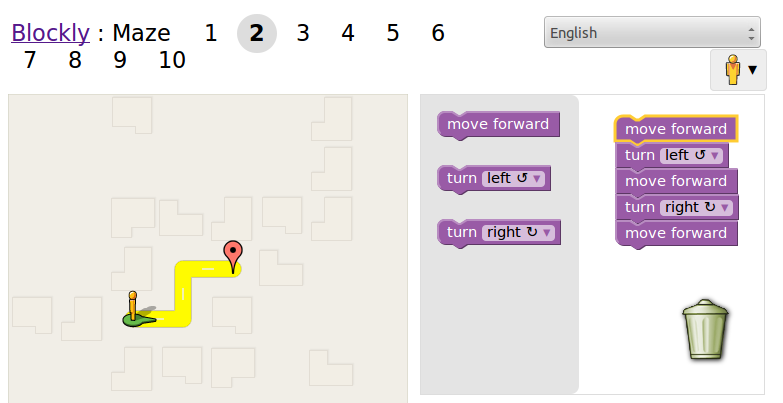 Blockly : Maze 1 2 3 4 5 6
7 8 9 10
English
move forward
turn left ↺ ▾
turn right ↻ ▾
move forward
turn left ↺ ▾
move forward
turn right ↻ ▾
move forward